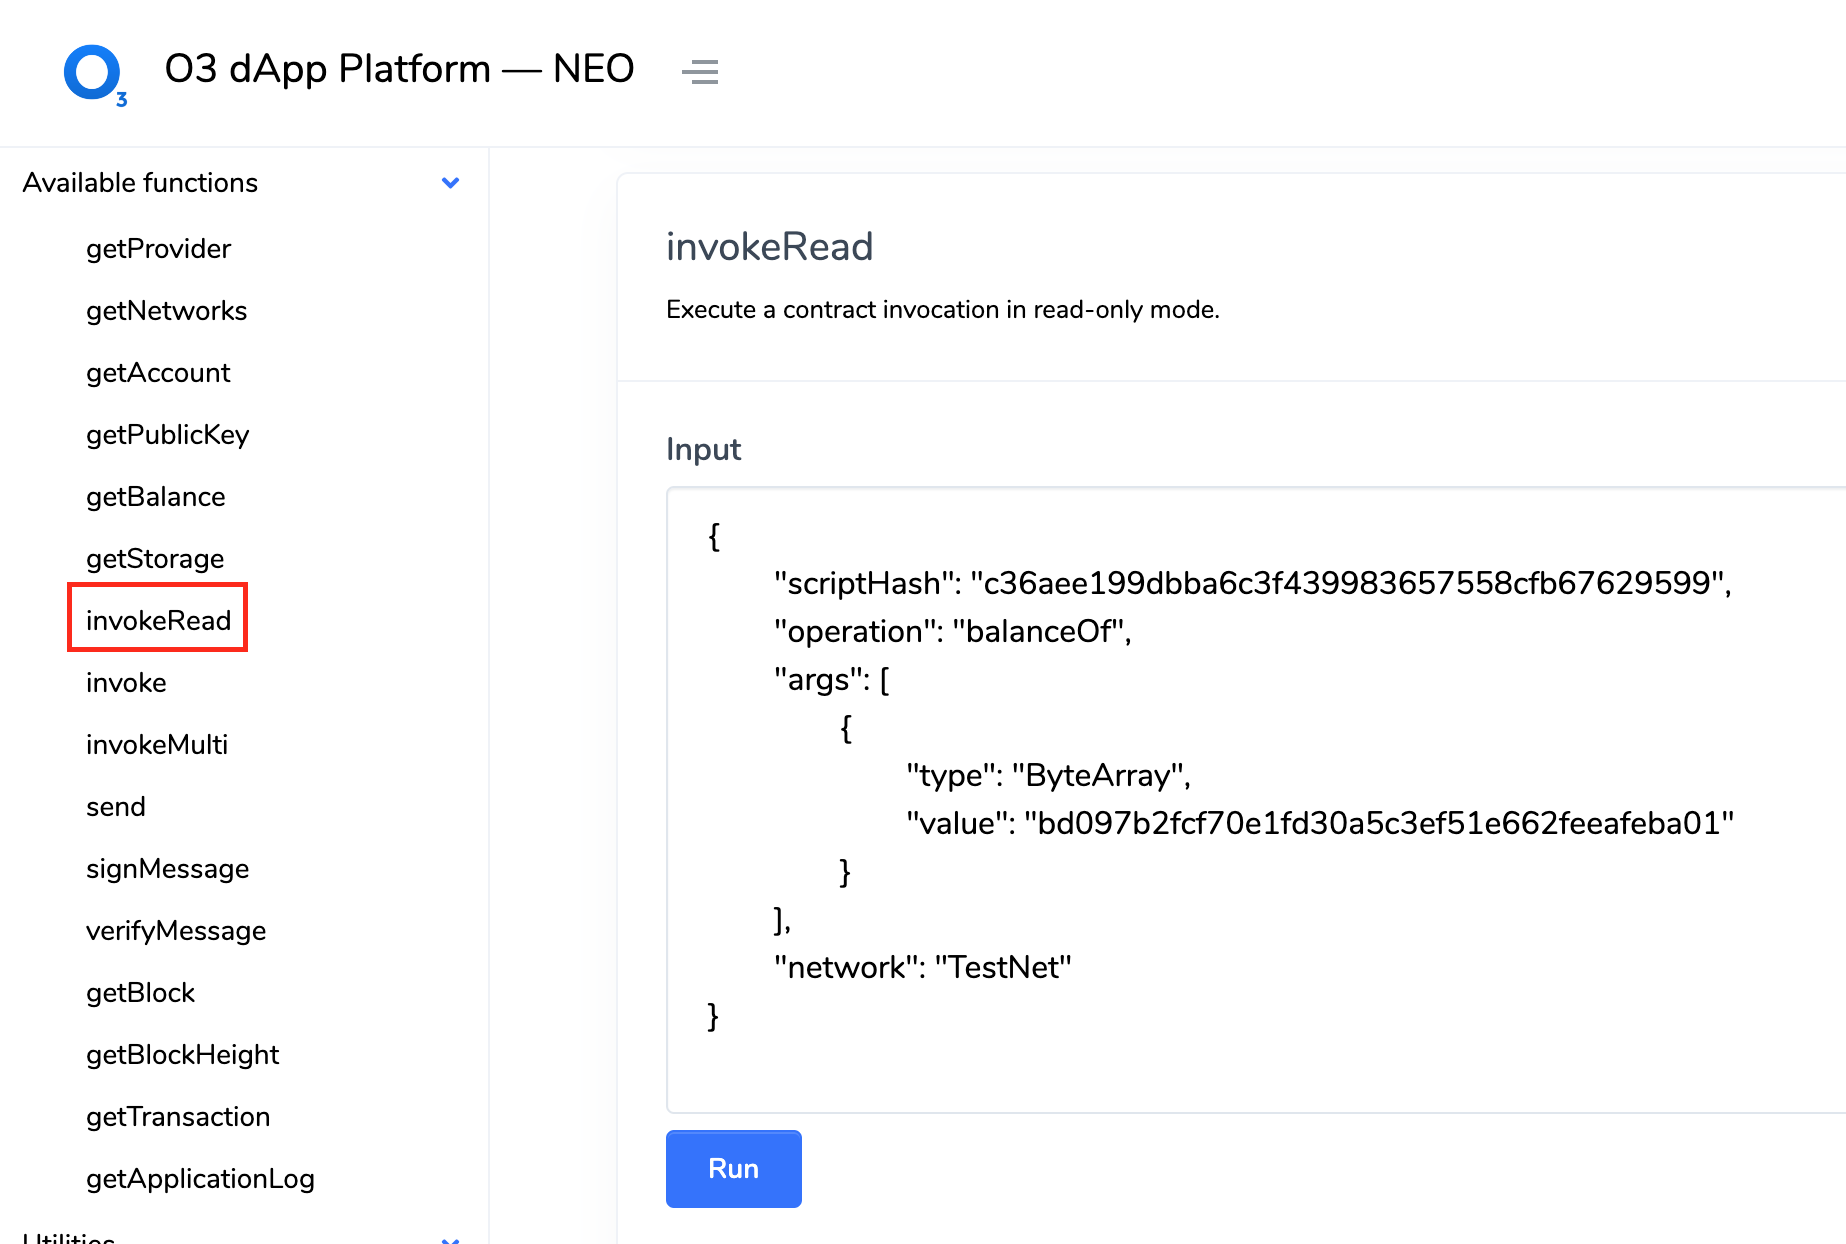 O3 dApp Platform — NEO
Available functions
getProvider
getNetworks
getAccount
getPublicKey
getBalance
getStorage
invokeRead
invoke
invokeMulti
send
signMessage
verifyMessage
getBlock
getBlockHeight
getTransaction
getApplicationLog
Utilities
invokeRead
Execute a contract invocation in read-only mode.
Input
{
"scriptHash": "c36aee199dbba6c3f439983657558cfb67629599",
"operation": "balanceOf",
"args": [
{
"type": "ByteArray",
"value": "bd097b2fcf70e1fd30a5c3ef51e662feeafeba01"
}
],
"network": "TestNet"
}
Run